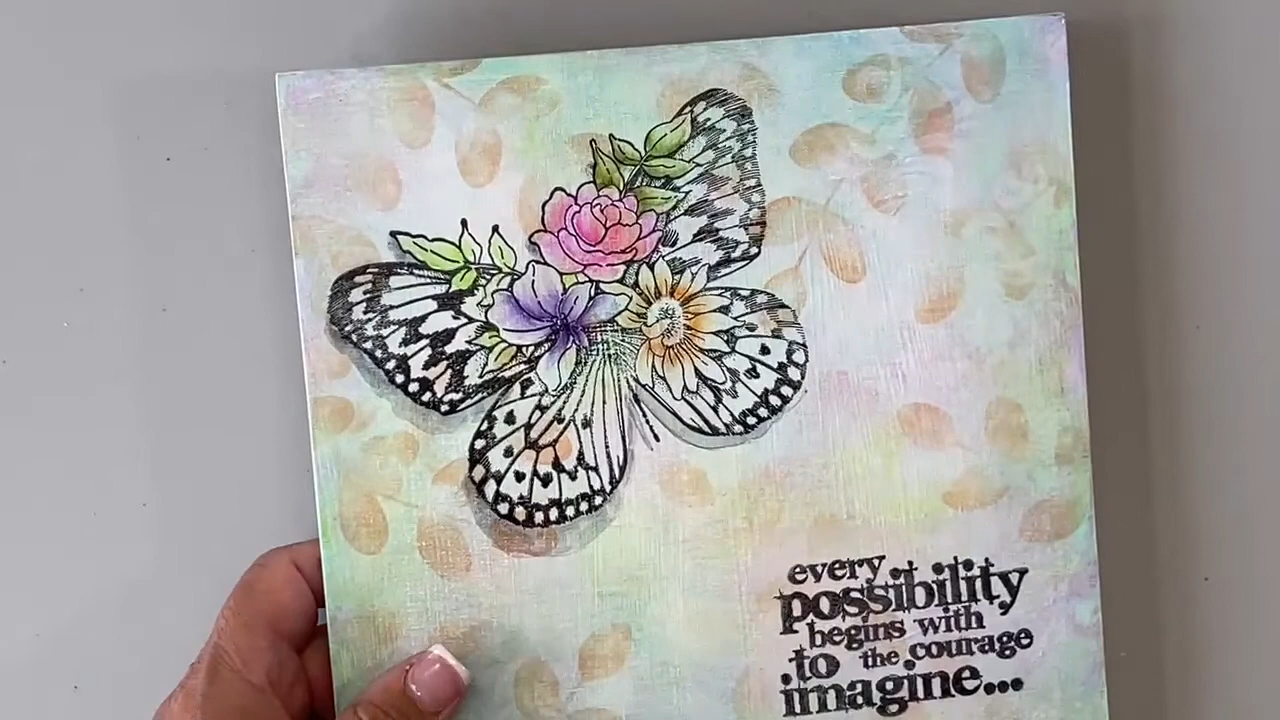 every
possibility
begins with
to the courage
imagine...